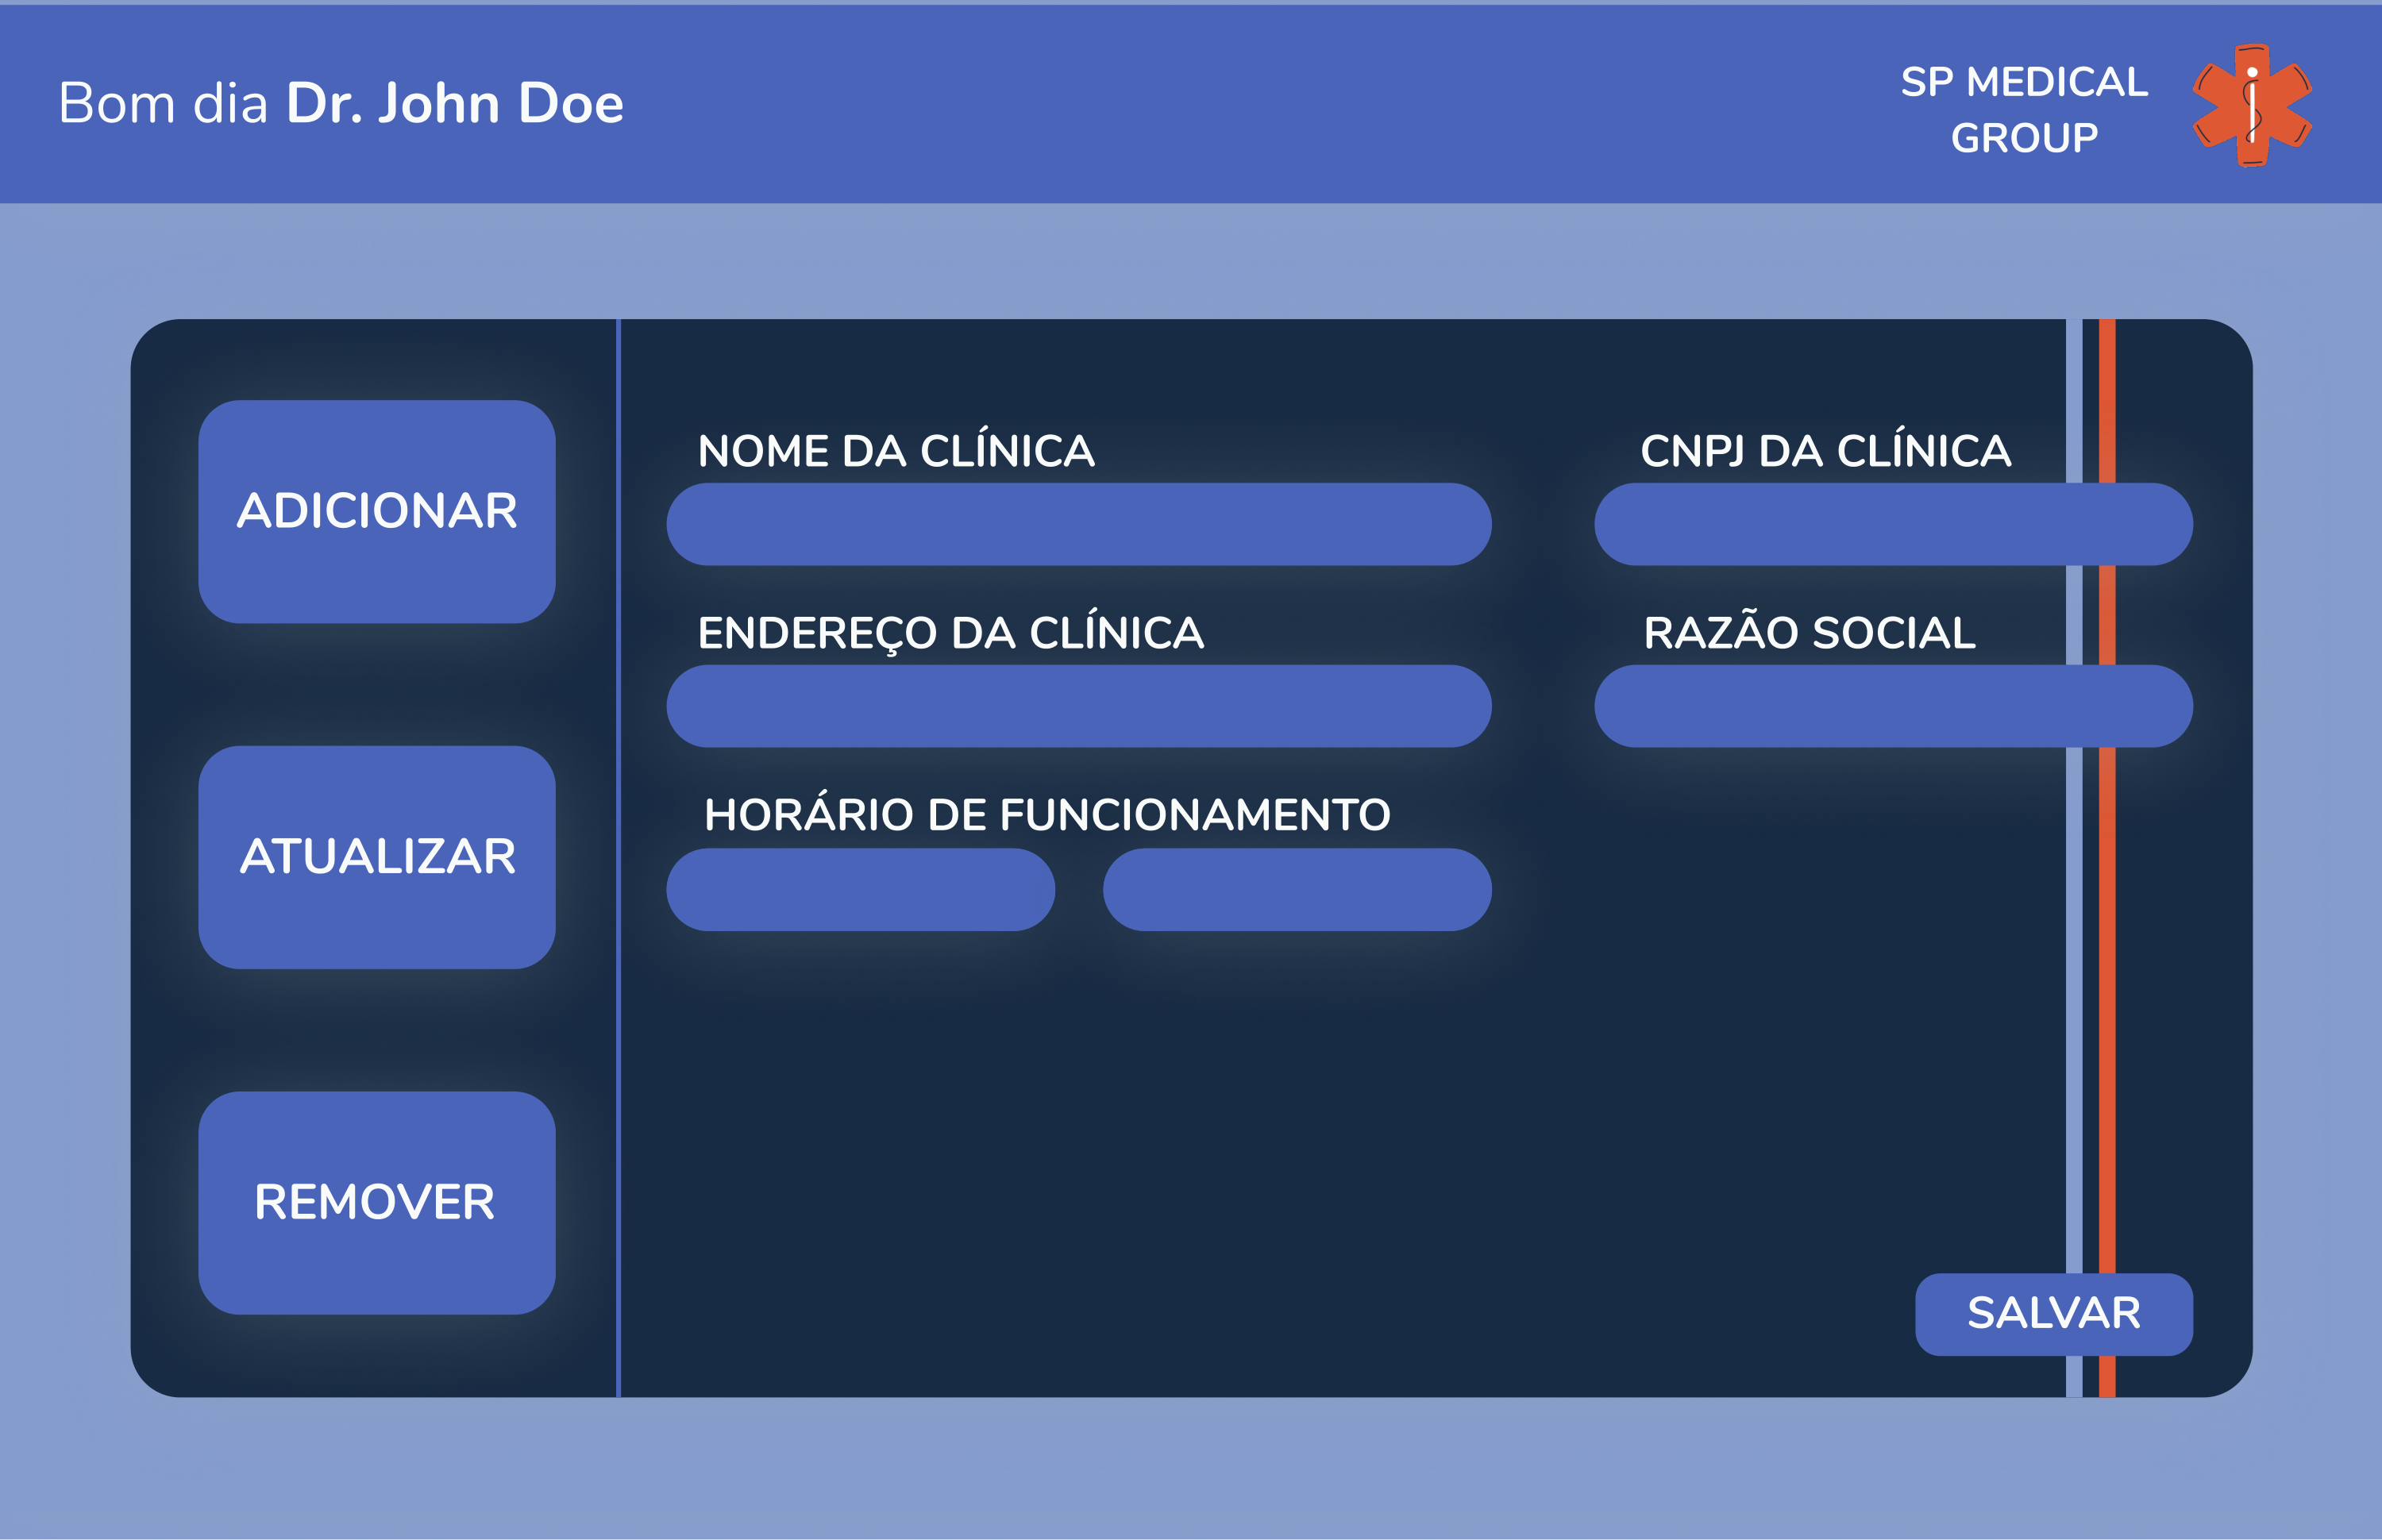 Bom dia Dr. John Doe
SP MEDICAL
GROUP
ADICIONAR
ATUALIZAR
REMOVER
NOME DA CLÍNICA
CNPJ DA CLÍNICA
ENDEREÇO DA CLÍNICA
RAZÃO SOCIAL
HORÁRIO DE FUNCIONAMENTO
SALVAR